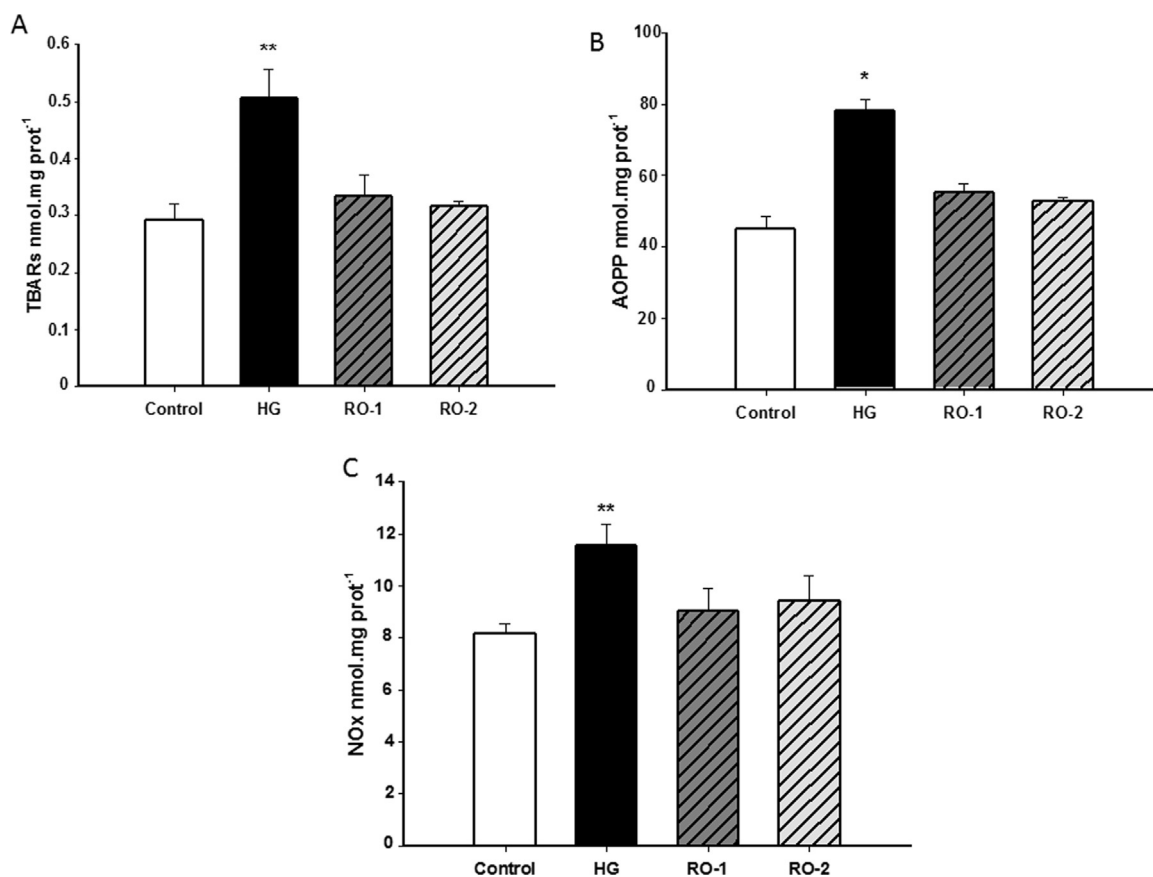 A
TBARs nmol.mg prot⁻¹
**
0.6
0.5
0.4
0.3
0.2
0.1
0
Control HG RO-1 RO-2
B
AOPP nmol.mg prot⁻¹
*
100
80
60
40
20
0
Control HG RO-1 RO-2
C
NOx nmol.mg prot⁻¹
**
14
12
10
8
6
4
2
0
Control HG RO-1 RO-2